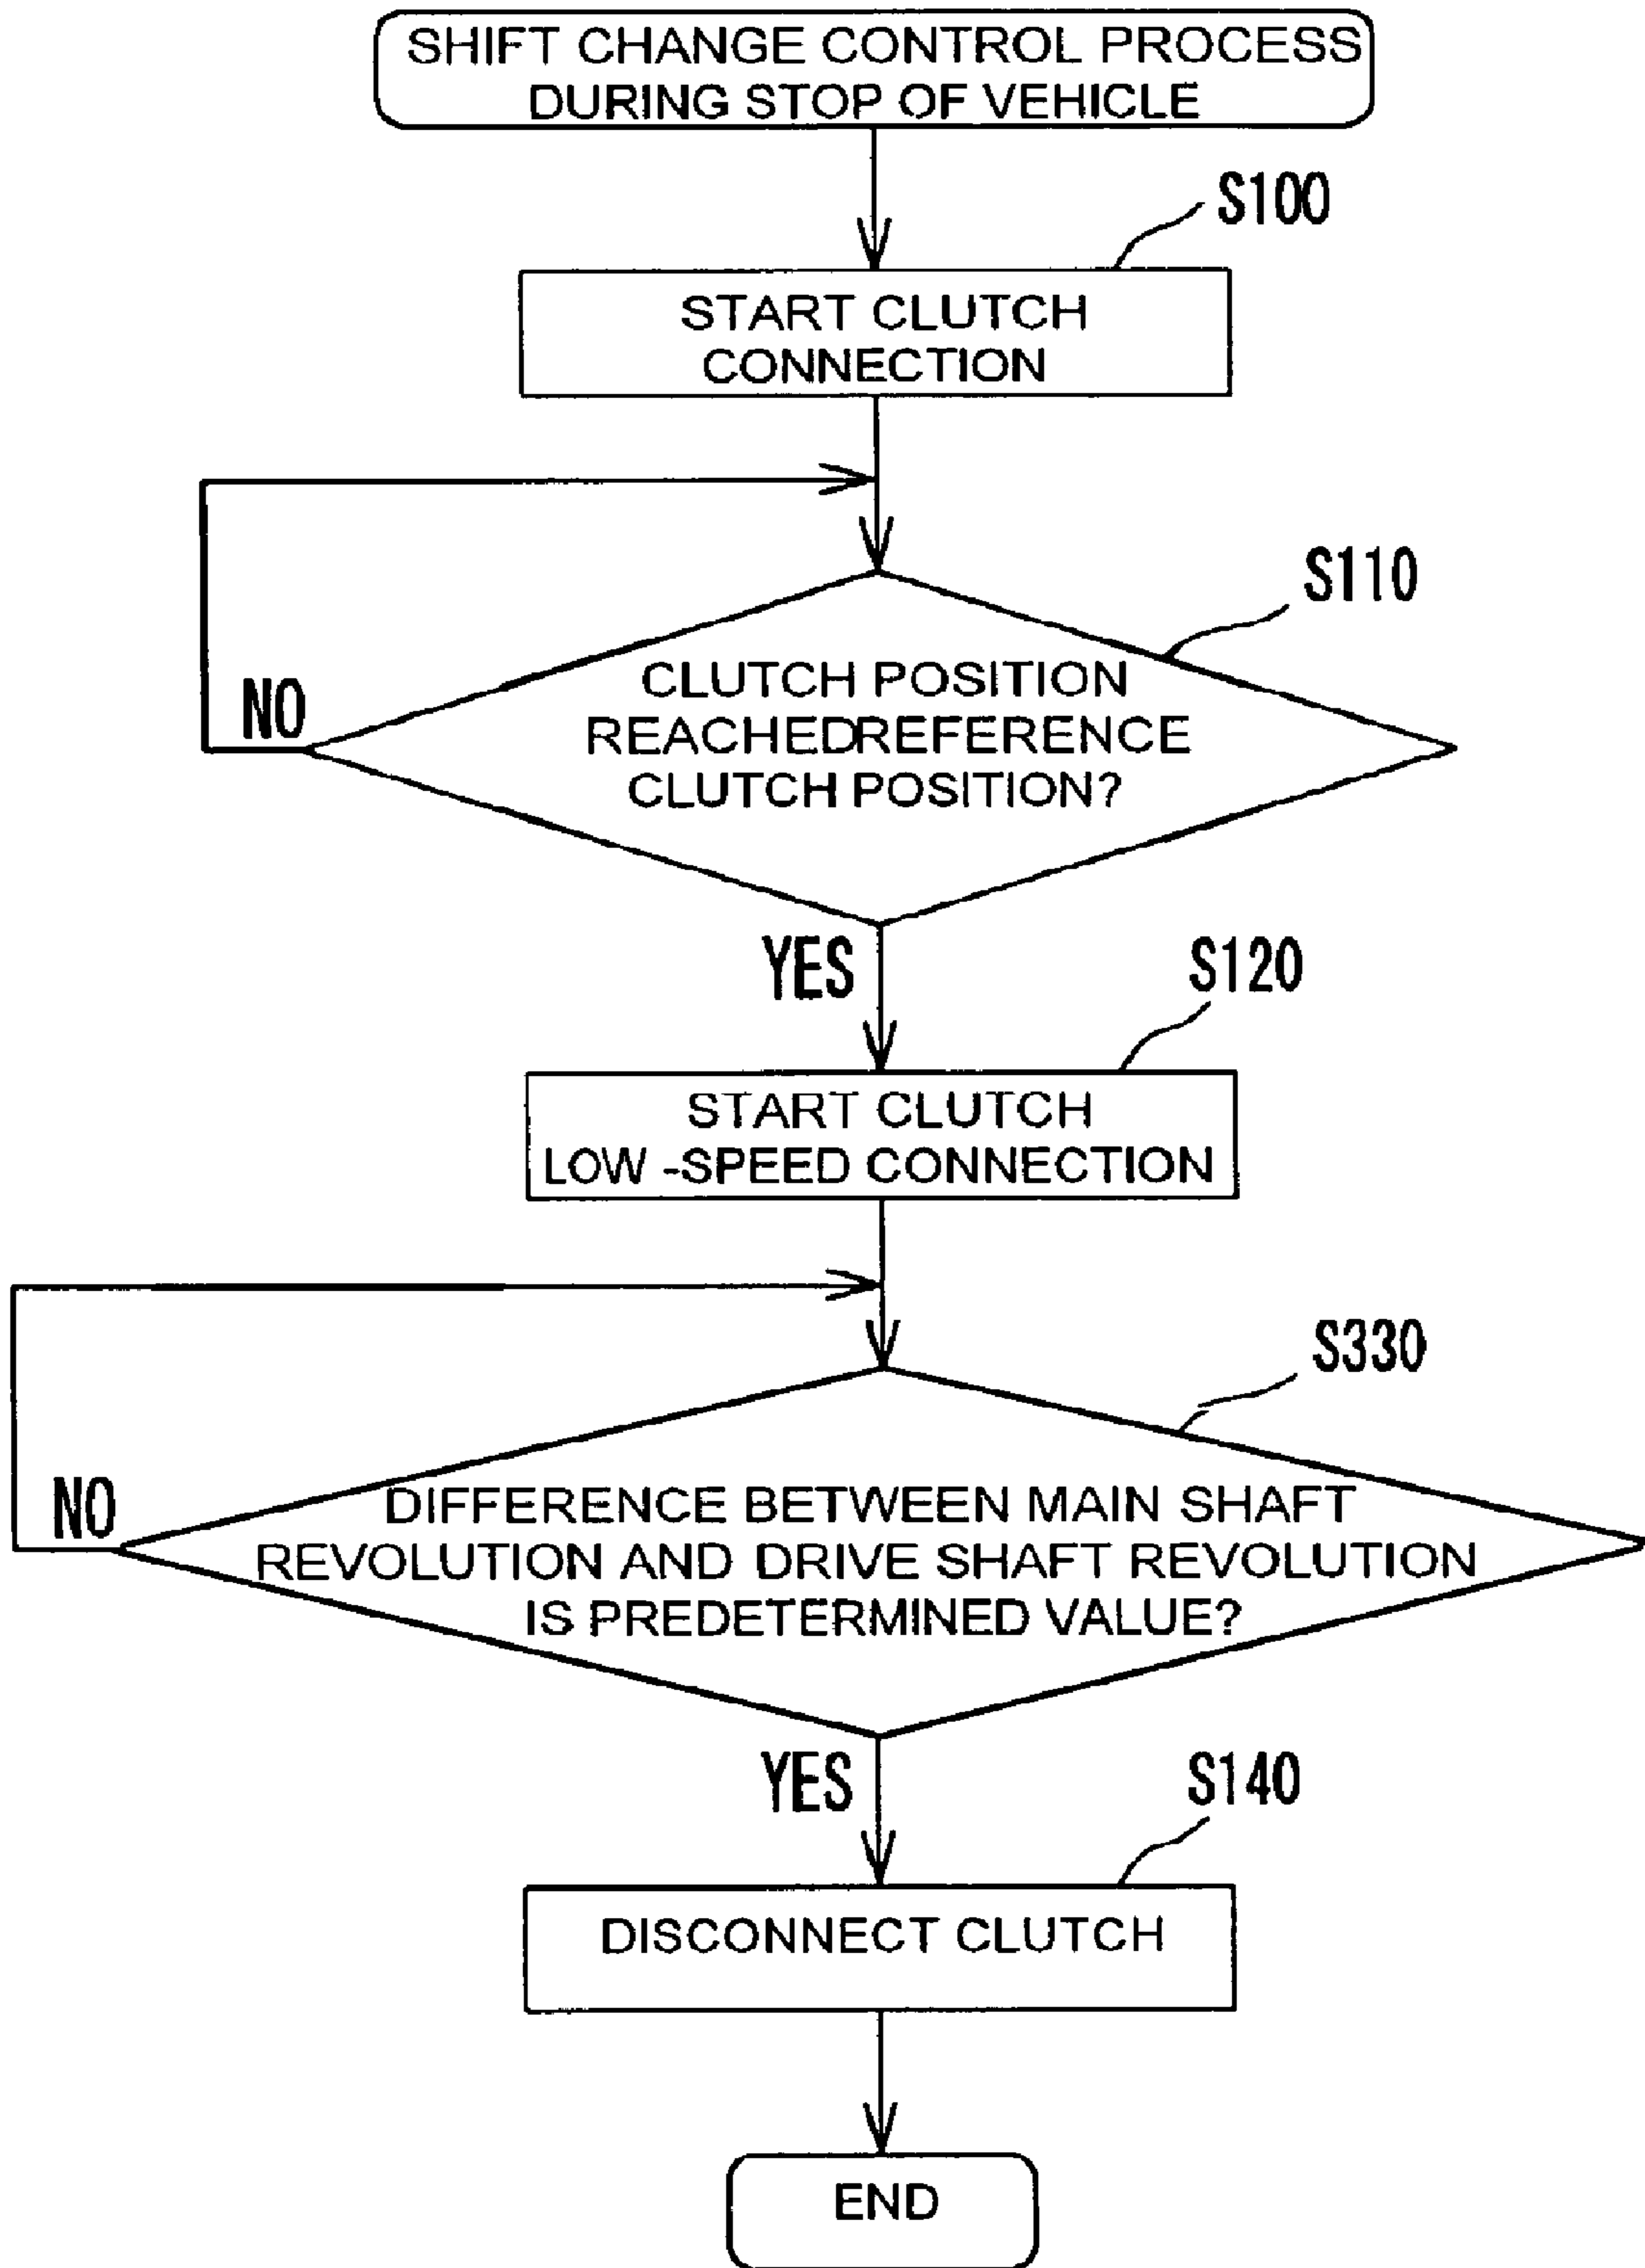 SHIFT CHANGE CONTROL PROCESS
DURING STOP OF VEHICLE
S100
START CLUTCH
CONNECTION
S110
CLUTCH POSITION
REACHEDREFERENCE
CLUTCH POSITION?
NO
YES
S120
START CLUTCH
LOW -SPEED CONNECTION
S330
DIFFERENCE BETWEEN MAIN SHAFT
REVOLUTION AND DRIVE SHAFT REVOLUTION
IS PREDETERMINED VALUE?
NO
YES
S140
DISCONNECT CLUTCH
END